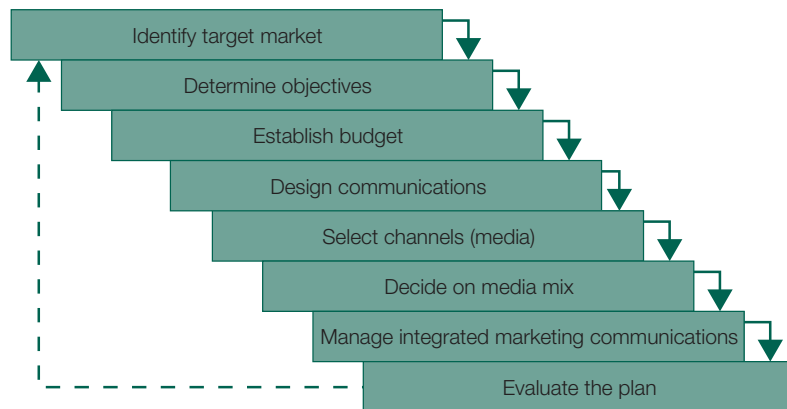 Identify target market
Determine objectives
Establish budget
Design communications
Select channels (media)
Decide on media mix
Manage integrated marketing communications
Evaluate the plan